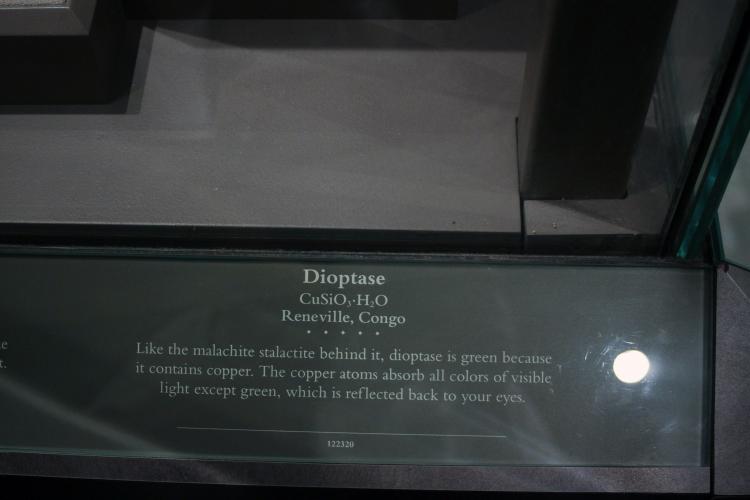 Dioptase
CuSiO₃·H₂O
Reneville, Congo
• • • • •
Like the malachite stalactite behind it, dioptase is green because
it contains copper. The copper atoms absorb all colors of visible
light except green, which is reflected back to your eyes.
122320